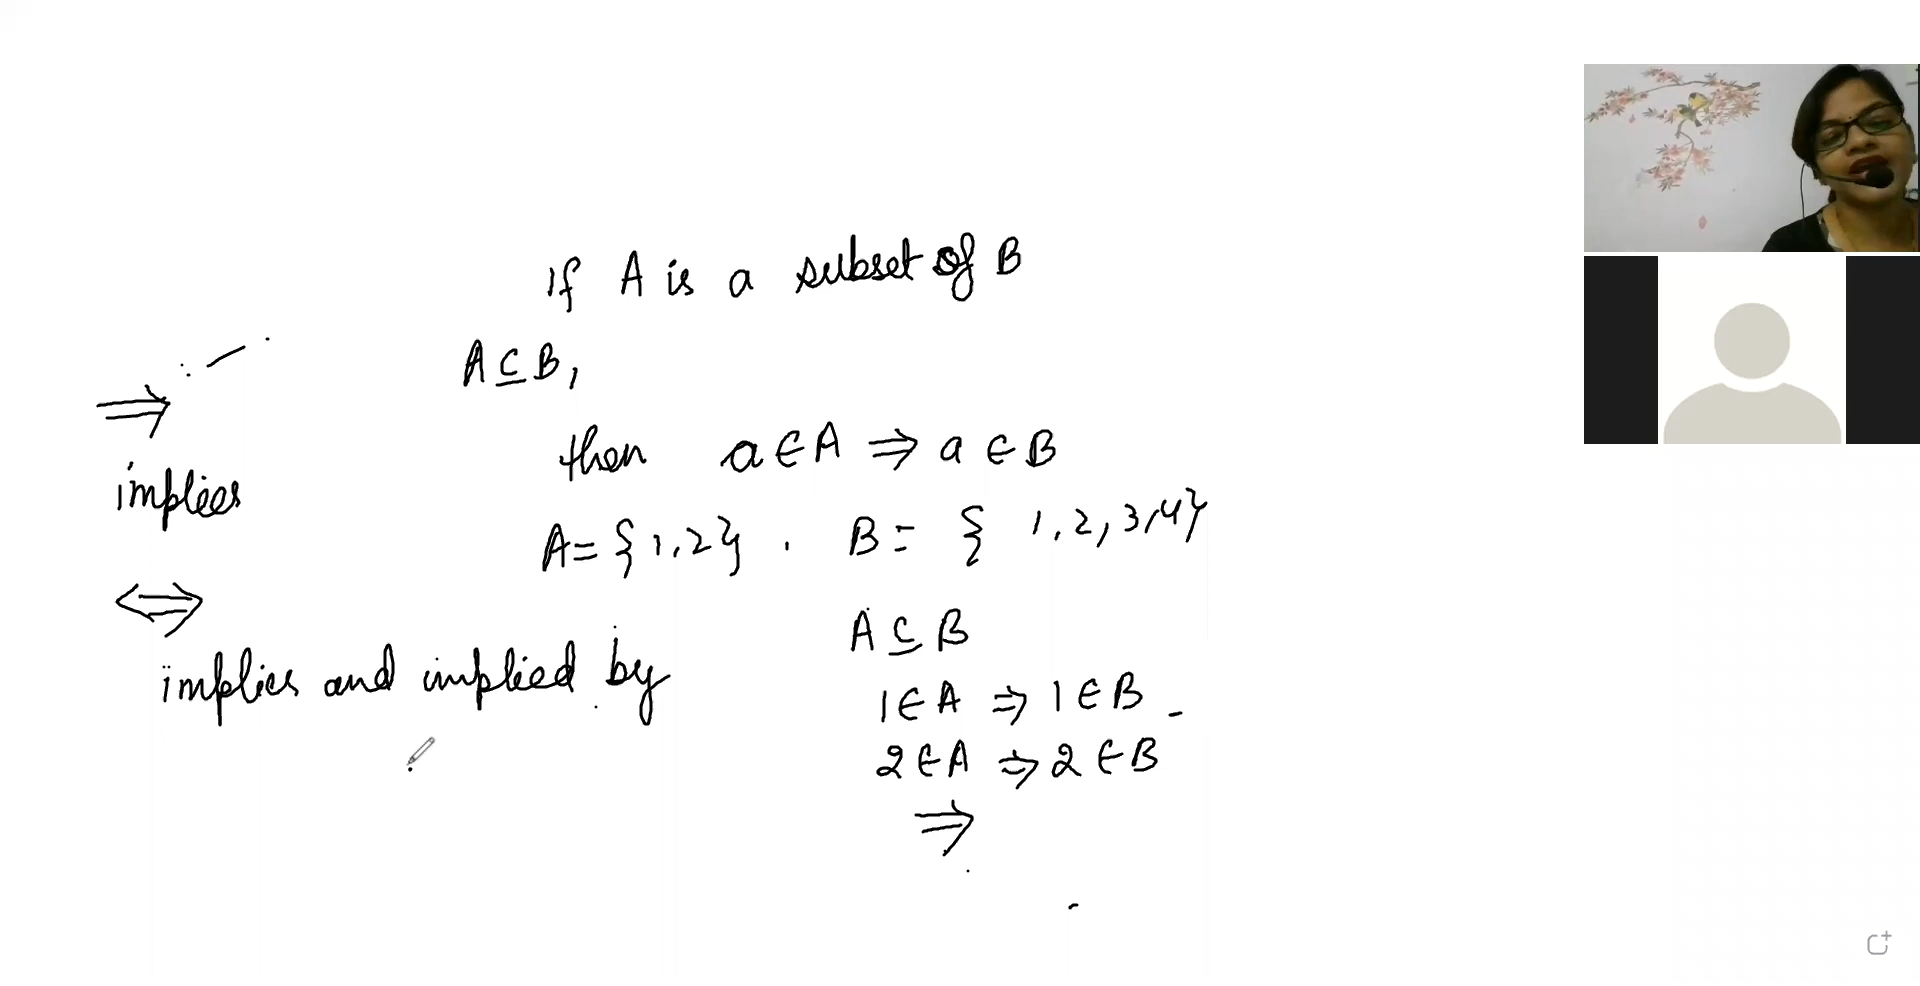 If A is a subset of B
A ⊆ B,
then a ∈ A ⇒ a ∈ B
A = {1, 2} . B = { 1, 2, 3, 4}
A ⊆ B
1 ∈ A ⇒ 1 ∈ B
2 ∈ A ⇒ 2 ∈ B
⇒
⇒
implies
⇔
implies and implied by